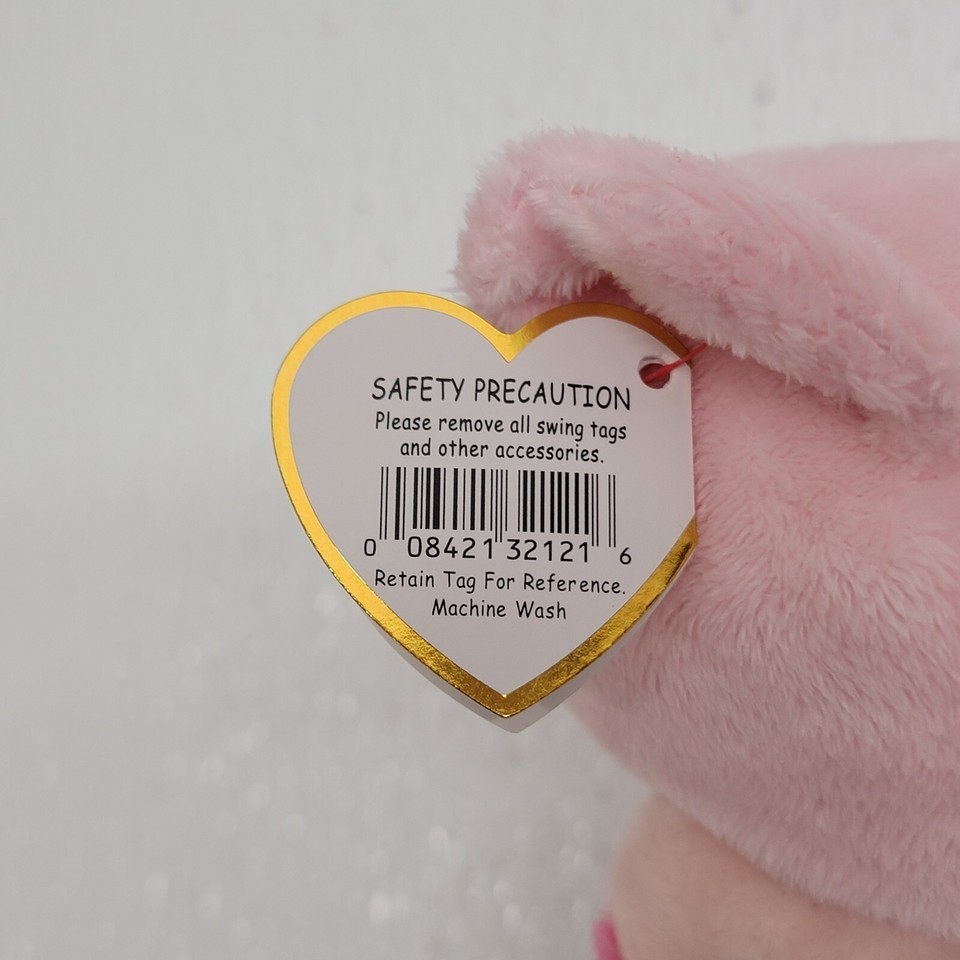 SAFETY PRECAUTION
Please remove all swing tags
and other accessories.
0 08421 32121 6
Retain Tag For Reference.
Machine Wash